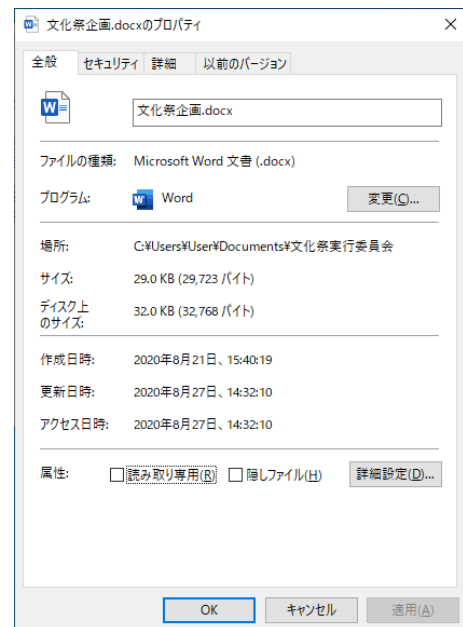 文化祭企画.docxのプロパティ
全般 セキュリティ 詳細 以前のバージョン
文化祭企画.docx
ファイルの種類: Microsoft Word 文書 (.docx)
プログラム: Word 変更(C)...
場所: C:¥Users¥User¥Documents¥文化祭実行委員会
サイズ: 29.0 KB (29,723 バイト)
ディスク上
のサイズ: 32.0 KB (32,768 バイト)
作成日時: 2020年8月21日、15:40:19
更新日時: 2020年8月27日、14:32:10
アクセス日時: 2020年8月27日、14:32:10
属性: 読み取り専用(R) 隠しファイル(H) 詳細設定(D)...
OK キャンセル 適用(A)